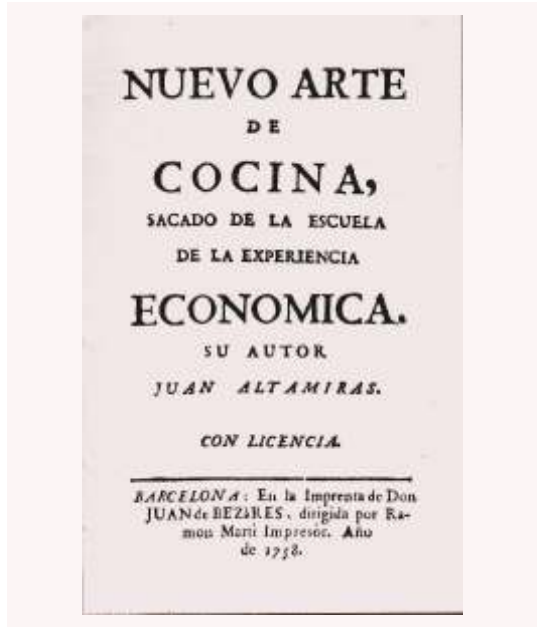 NUEVO ARTE
DE
COCINA,
SACADO DE LA ESCUELA
DE LA EXPERIENCIA
ECONOMICA.
SU AUTOR
JUAN ALTAMIRAS.
CON LICENCIA.
BARCELONA: En la Imprenta de Don
JUAN de BEZARES, dirigida por Ra-
mon Marti Impresór. Año
de 1758.